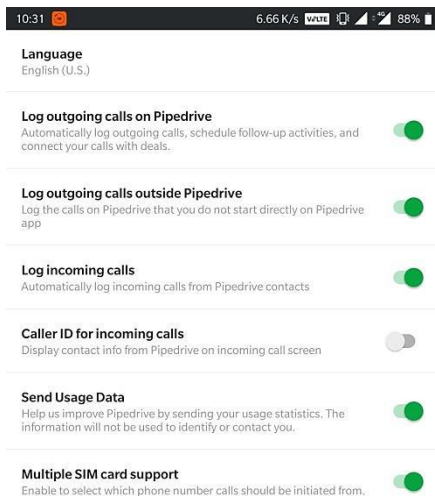 10:31 6.66 K/s VoLTE 4G 88%
Language
English (U.S.)
Log outgoing calls on Pipedrive
Automatically log outgoing calls, schedule follow-up activities, and
connect your calls with deals.
Log outgoing calls outside Pipedrive
Log the calls on Pipedrive that you do not start directly on Pipedrive
app
Log incoming calls
Automatically log incoming calls from Pipedrive contacts
Caller ID for incoming calls
Display contact info from Pipedrive on incoming call screen
Send Usage Data
Help us improve Pipedrive by sending your usage statistics. The
information will not be used to identify or contact you.
Multiple SIM card support
Enable to select which phone number calls should be initiated from.